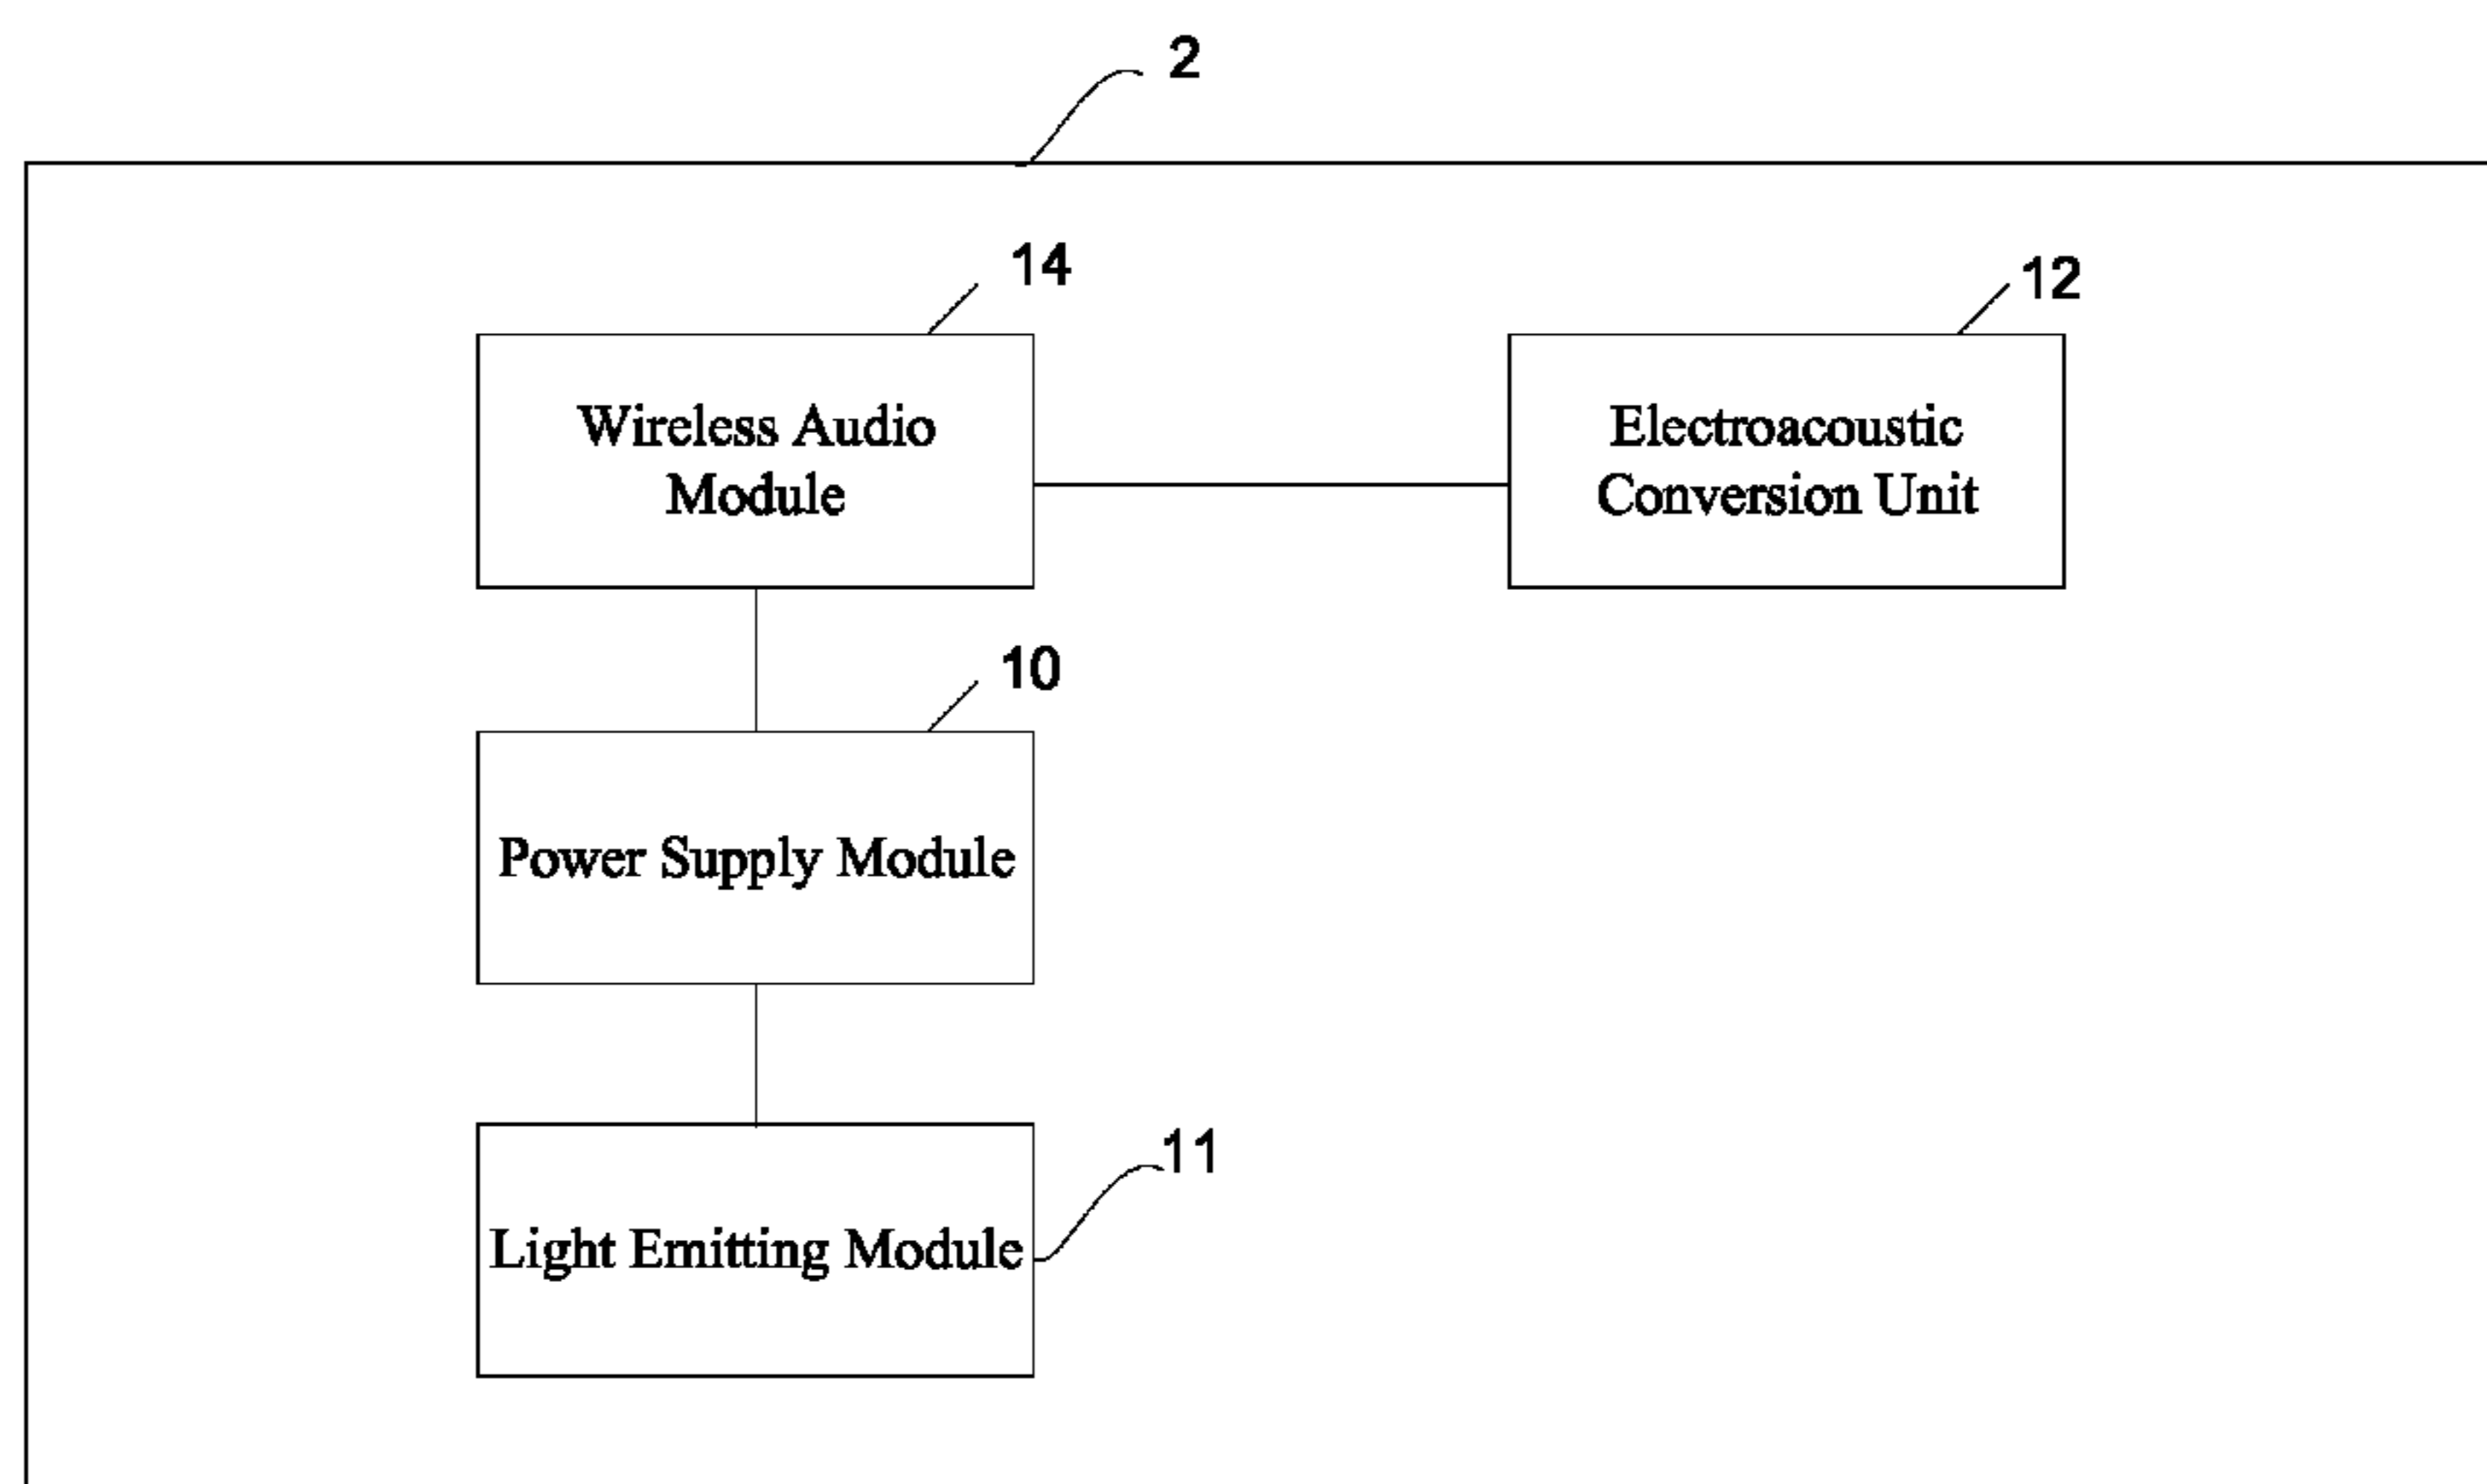 2
14
12
Wireless Audio
Module
Electroacoustic
Conversion Unit
10
Power Supply Module
11
Light Emitting Module